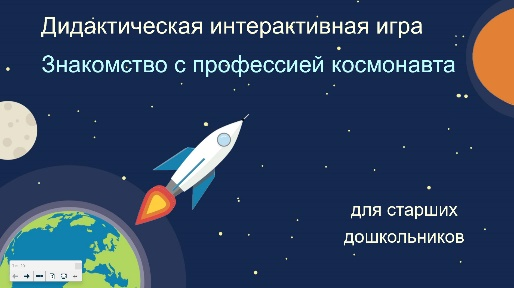 Дидактическая интерактивная игра
Знакомство с профессией космонавта
для старших
дошкольников